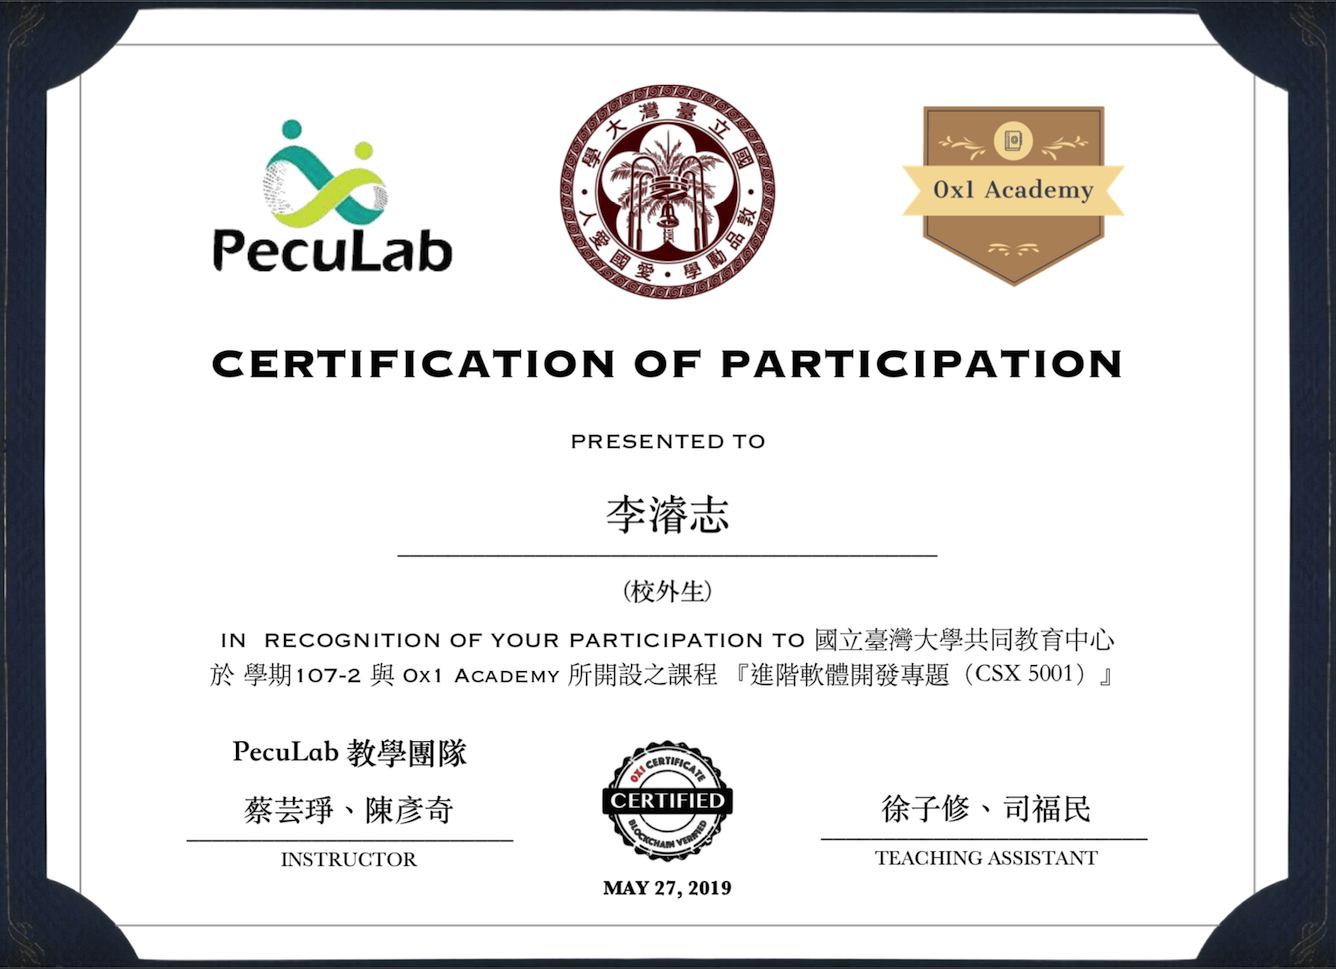 PecuLab
國立臺灣大學
敦品勵學・愛國愛人
0x1 Academy
CERTIFICATION OF PARTICIPATION
PRESENTED TO
李濬志
(校外生)
IN RECOGNITION OF YOUR PARTICIPATION TO 國立臺灣大學共同教育中心
於 學期107-2 與 0x1 ACADEMY 所開設之課程 『進階軟體開發專題（CSX 5001）』
PecuLab 教學團隊
蔡芸琤、陳彥奇
INSTRUCTOR
0X1 CERTIFICATE
CERTIFIED
BLOCKCHAIN VERIFIED
MAY 27, 2019
徐子修、司福民
TEACHING ASSISTANT